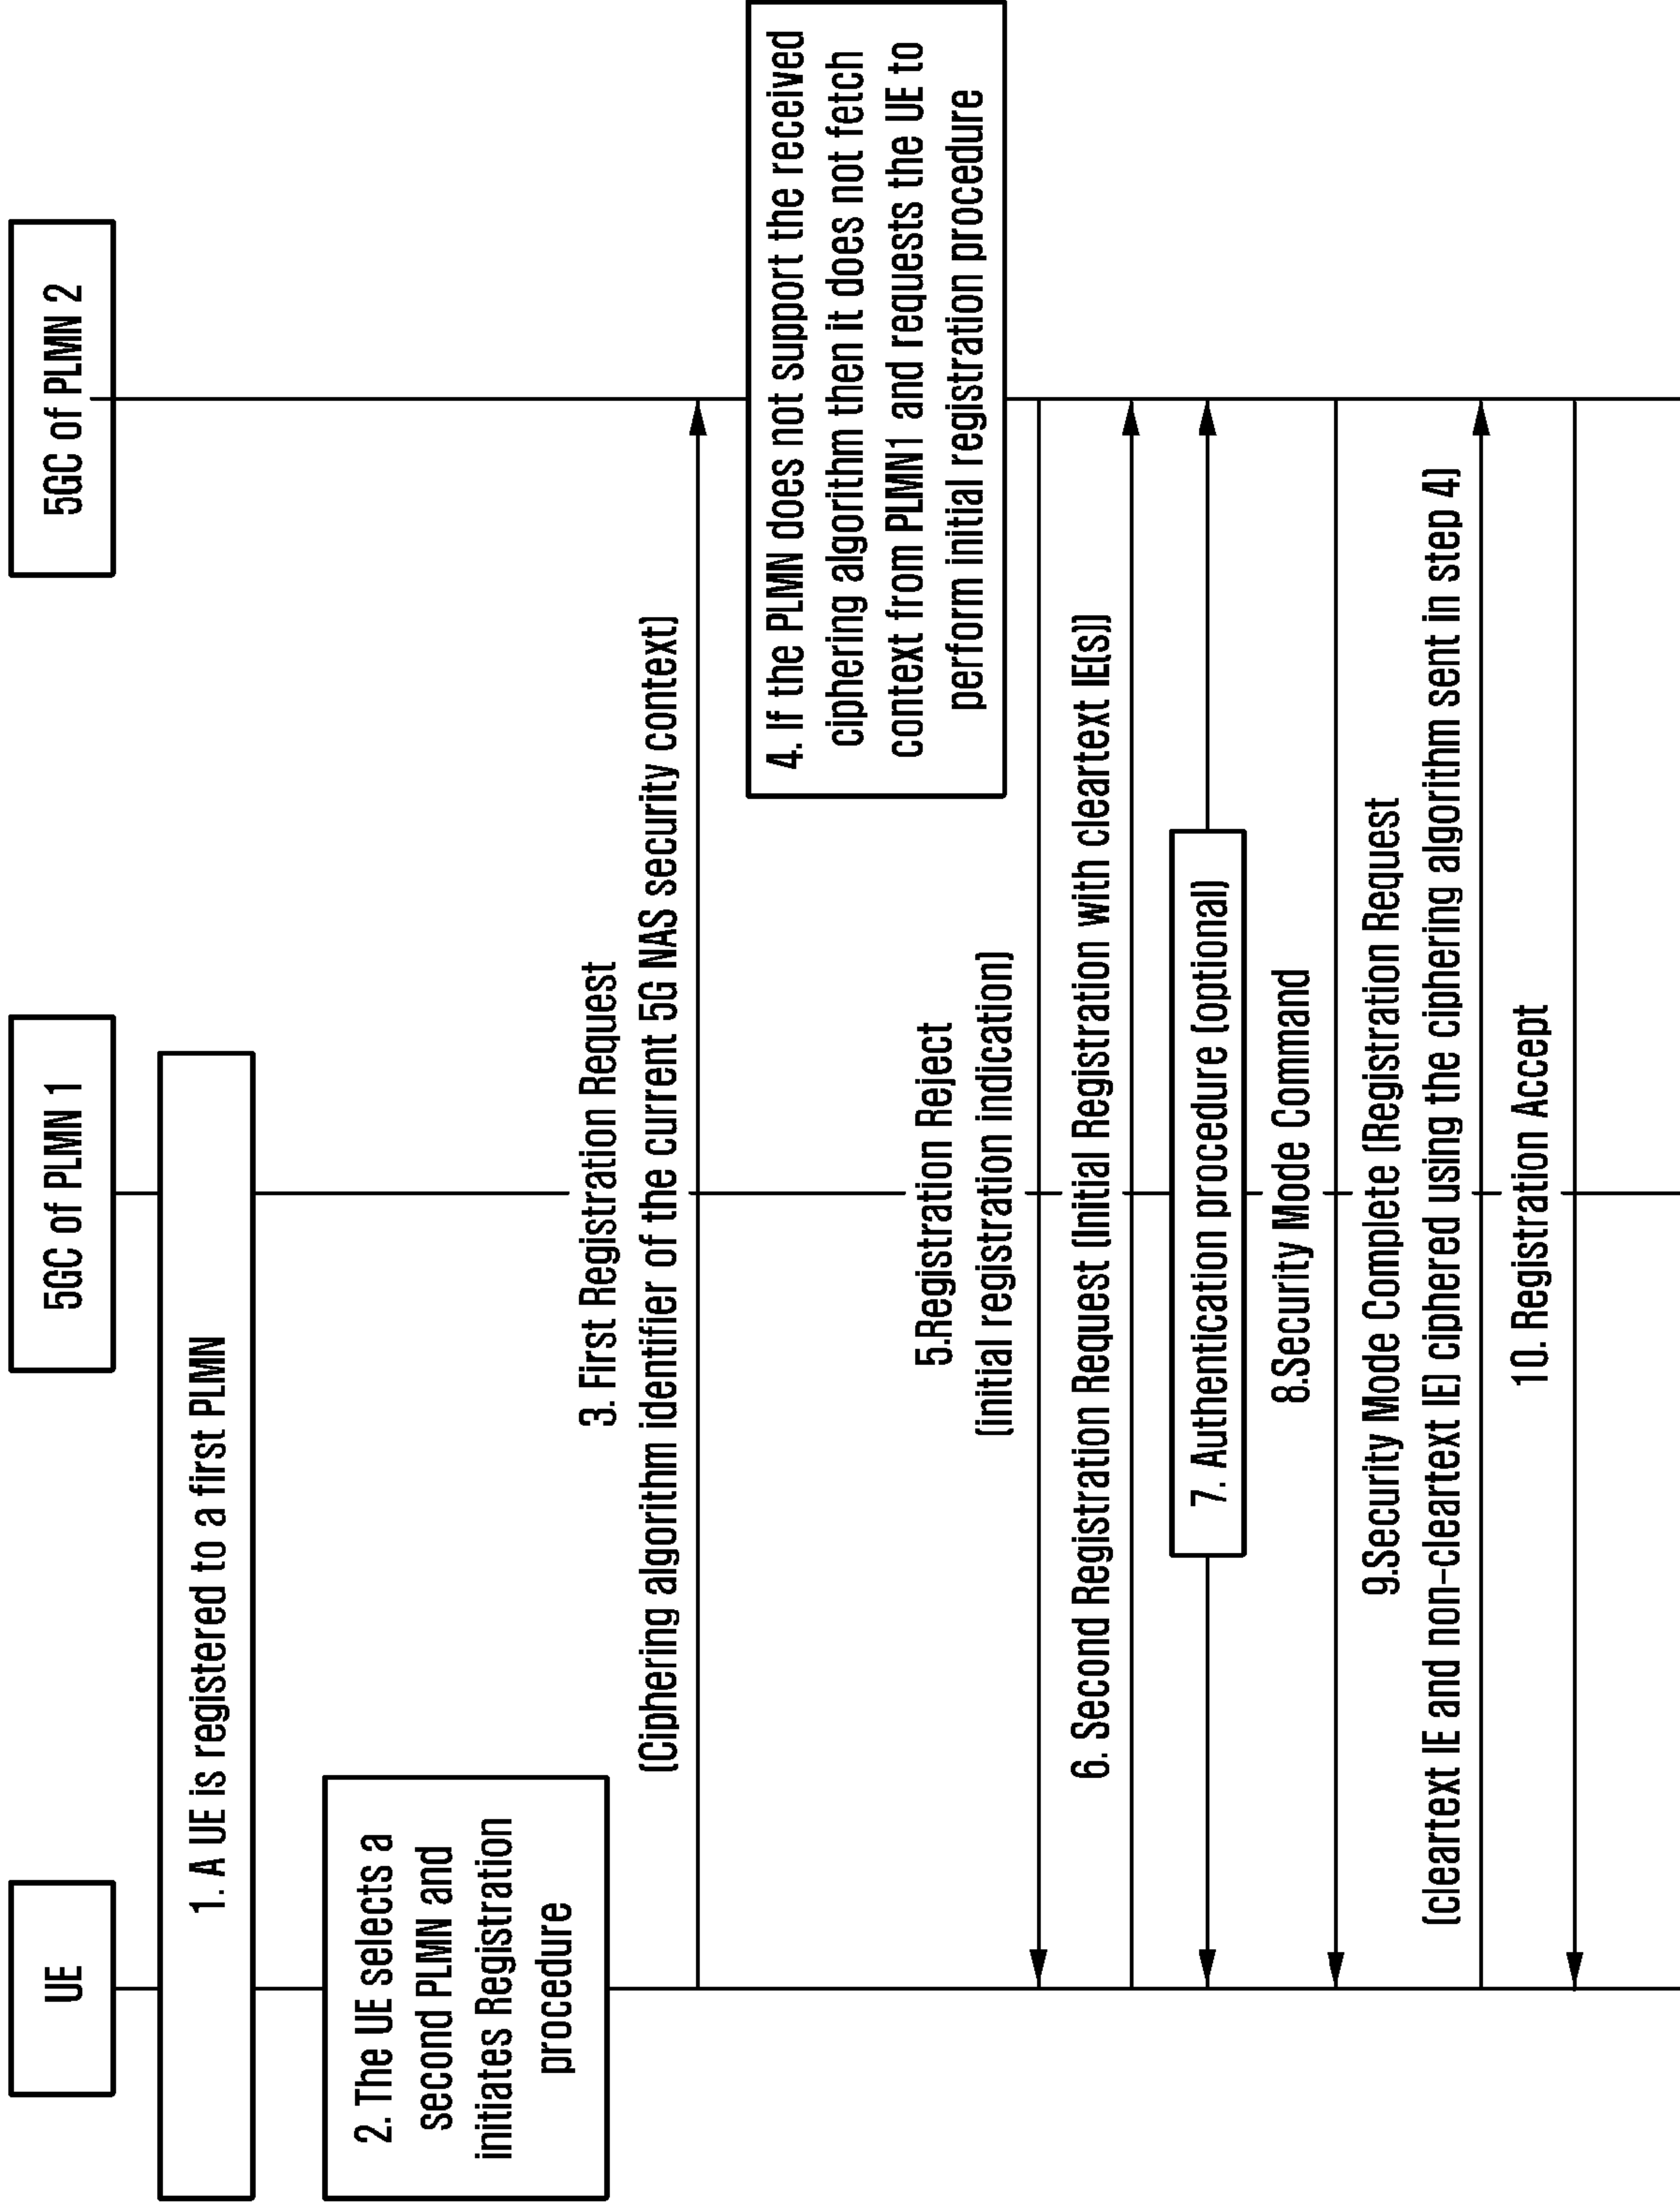 UE
5GC of PLMN 1
5GC of PLMN 2
1. A UE is registered to a first PLMN
2. The UE selects a
second PLMN and
initiates Registration
procedure
3. First Registration Request
(Ciphering algorithm identifier of the current 5G NAS security context)
4. If the PLMN does not support the received
ciphering algorithm then it does not fetch
context from PLMN1 and requests the UE to
perform initial registration procedure
5.Registration Reject
(initial registration indication)
6. Second Registration Request (Initial Registration with cleartext IE(s))
7. Authentication procedure (optional)
8.Security Mode Command
9.Security Mode Complete (Registration Request
(cleartext IE and non-cleartext IE) ciphered using the ciphering algorithm sent in step 4)
10. Registration Accept